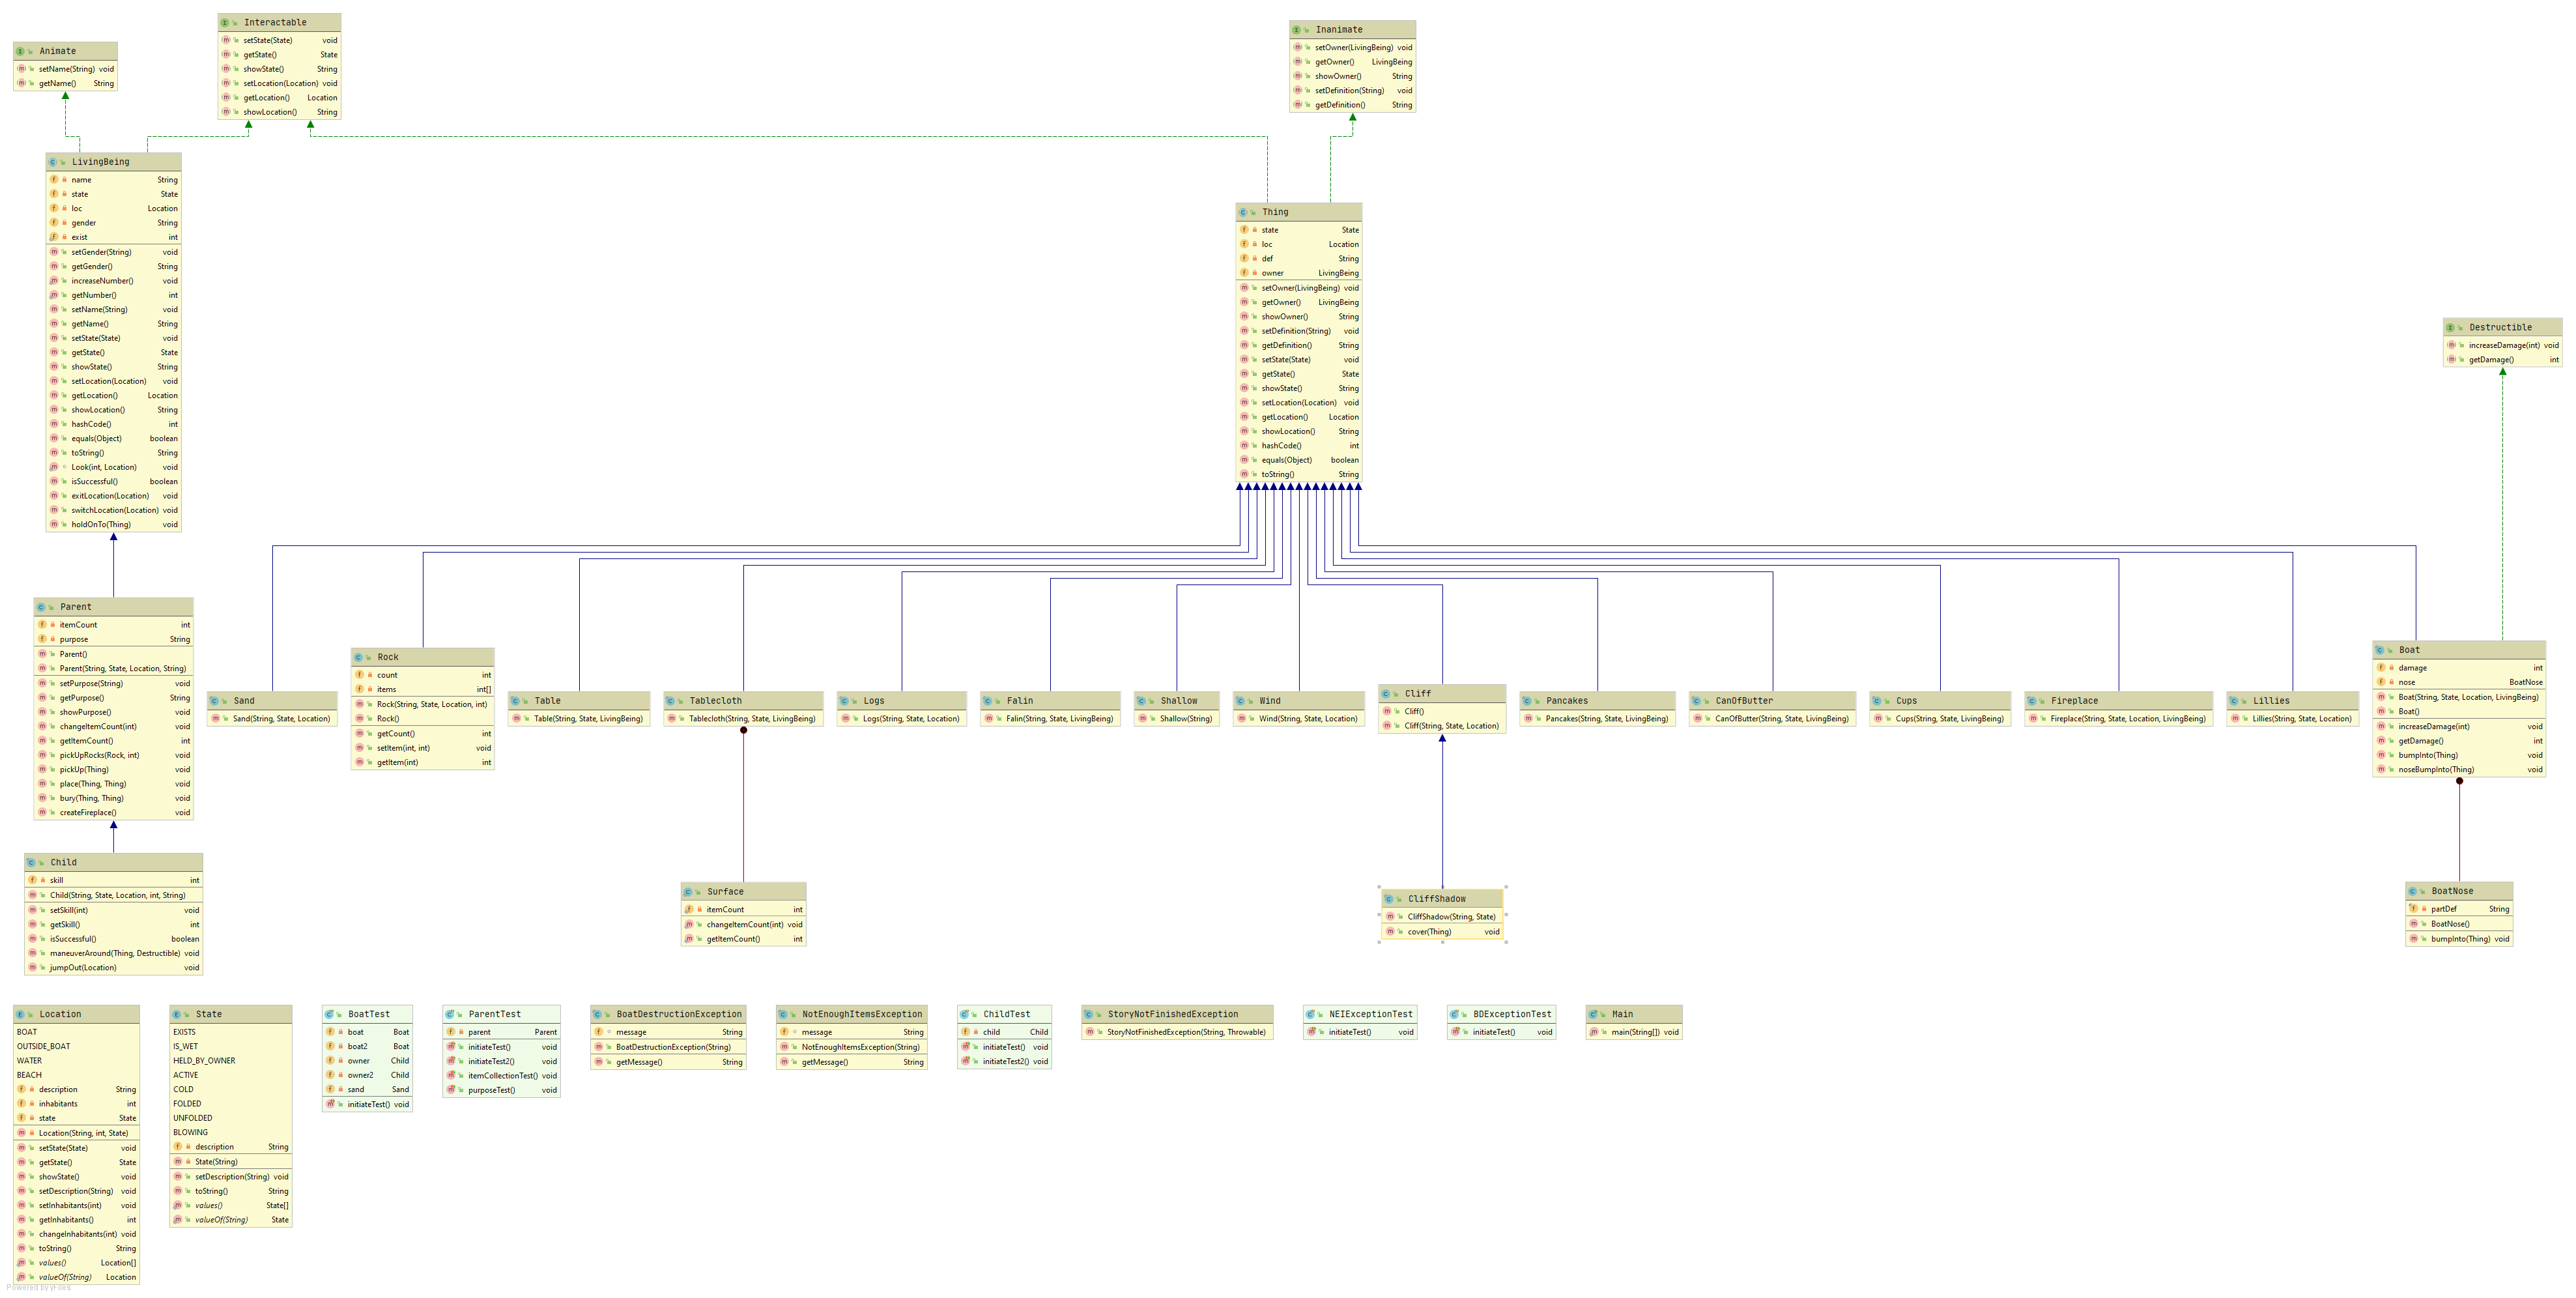 Interactable
setState(State) void
getState() State
showState() String
setLocation(Location) void
getLocation() Location
showLocation() String
Inanimate
setOwner(LivingBeing) void
getOwner() LivingBeing
showOwner() String
setDefinition(String) void
getDefinition() String
Animate
setName(String) void
getName() String
LivingBeing
name String
state State
loc Location
gender String
exist int
setGender(String) void
getGender() String
increaseNumber() void
getNumber() int
setName(String) void
getName() String
setState(State) void
getState() State
showState() String
setLocation(Location) void
getLocation() Location
showLocation() String
hashCode() int
equals(Object) boolean
toString() String
Look(int, Location) void
isSuccessful() boolean
exitLocation(Location) void
switchLocation(Location) void
holdOnTo(Thing) void
Thing
state State
loc Location
def String
owner LivingBeing
setOwner(LivingBeing) void
getOwner() LivingBeing
showOwner() String
setDefinition(String) void
getDefinition() String
setState(State) void
getState() State
showState() String
setLocation(Location) void
getLocation() Location
showLocation() String
hashCode() int
equals(Object) boolean
toString() String
Destructible
increaseDamage(int) void
getDamage() int
Parent
itemCount int
purpose String
Parent()
Parent(String, State, Location, String)
setPurpose(String) void
getPurpose() String
showPurpose() void
changeItemCount(int) void
getItemCount() int
pickUpRocks(Rock, int) void
pickUp(Thing) void
place(Thing, Thing) void
bury(Thing, Thing) void
createFireplace() void
Sand
Sand(String, State, Location)
Rock
count int
items int[]
Rock(String, State, Location, int)
Rock()
getCount() int
setItem(int, int) void
getItem(int) int
Table
Table(String, State, LivingBeing)
Tablecloth
Tablecloth(String, State, LivingBeing)
Logs
Logs(String, State, Location)
Falin
Falin(String, State, LivingBeing)
Shallow
Shallow(String)
Wind
Wind(String, State, Location)
Cliff
Cliff()
Cliff(String, State, Location)
Pancakes
Pancakes(String, State, LivingBeing)
CanOfButter
CanOfButter(String, State, LivingBeing)
Cups
Cups(String, State, LivingBeing)
Fireplace
Fireplace(String, State, Location, LivingBeing)
Lillies
Lillies(String, State, Location)
Boat
damage int
nose BoatNose
Boat(String, State, Location, LivingBeing)
Boat()
increaseDamage(int) void
getDamage() int
bumpInto(Thing) void
noseBumpInto(Thing) void
Child
skill int
Child(String, State, Location, int, String)
setSkill(int) void
getSkill() int
isSuccessful() boolean
maneuverAround(Thing, Destructible) void
jumpOut(Location) void
Surface
itemCount int
changeItemCount(int) void
getItemCount() int
CliffShadow
CliffShadow(String, State)
cover(Thing) void
BoatNose
partDef String
BoatNose()
bumpInto(Thing) void
Location
BOAT
OUTSIDE_BOAT
WATER
BEACH
description String
inhabitants int
state State
Location(String, int, State)
setState(State) void
getState() State
showState() void
setDescription(String) void
setInhabitants(int) void
getInhabitants() int
changeInhabitants(int) void
toString() String
values() Location[]
valueOf(String) Location
State
EXISTS
IS_WET
HELD_BY_OWNER
ACTIVE
COLD
FOLDED
UNFOLDED
BLOWING
description String
State(String)
setDescription(String) void
toString() String
values() State[]
valueOf(String) State
BoatTest
boat Boat
boat2 Boat
owner Child
owner2 Child
sand Sand
initiateTest() void
ParentTest
parent Parent
initiateTest() void
initiateTest2() void
itemCollectionTest() void
purposeTest() void
BoatDestructionException
message String
BoatDestructionException(String)
getMessage() String
NotEnoughItemsException
message String
NotEnoughItemsException(String)
getMessage() String
ChildTest
child Child
initiateTest() void
initiateTest2() void
StoryNotFinishedException
StoryNotFinishedException(String, Throwable)
NEIExceptionTest
initiateTest() void
BDExceptionTest
initiateTest() void
Main
main(String[]) void
Powered by yFiles